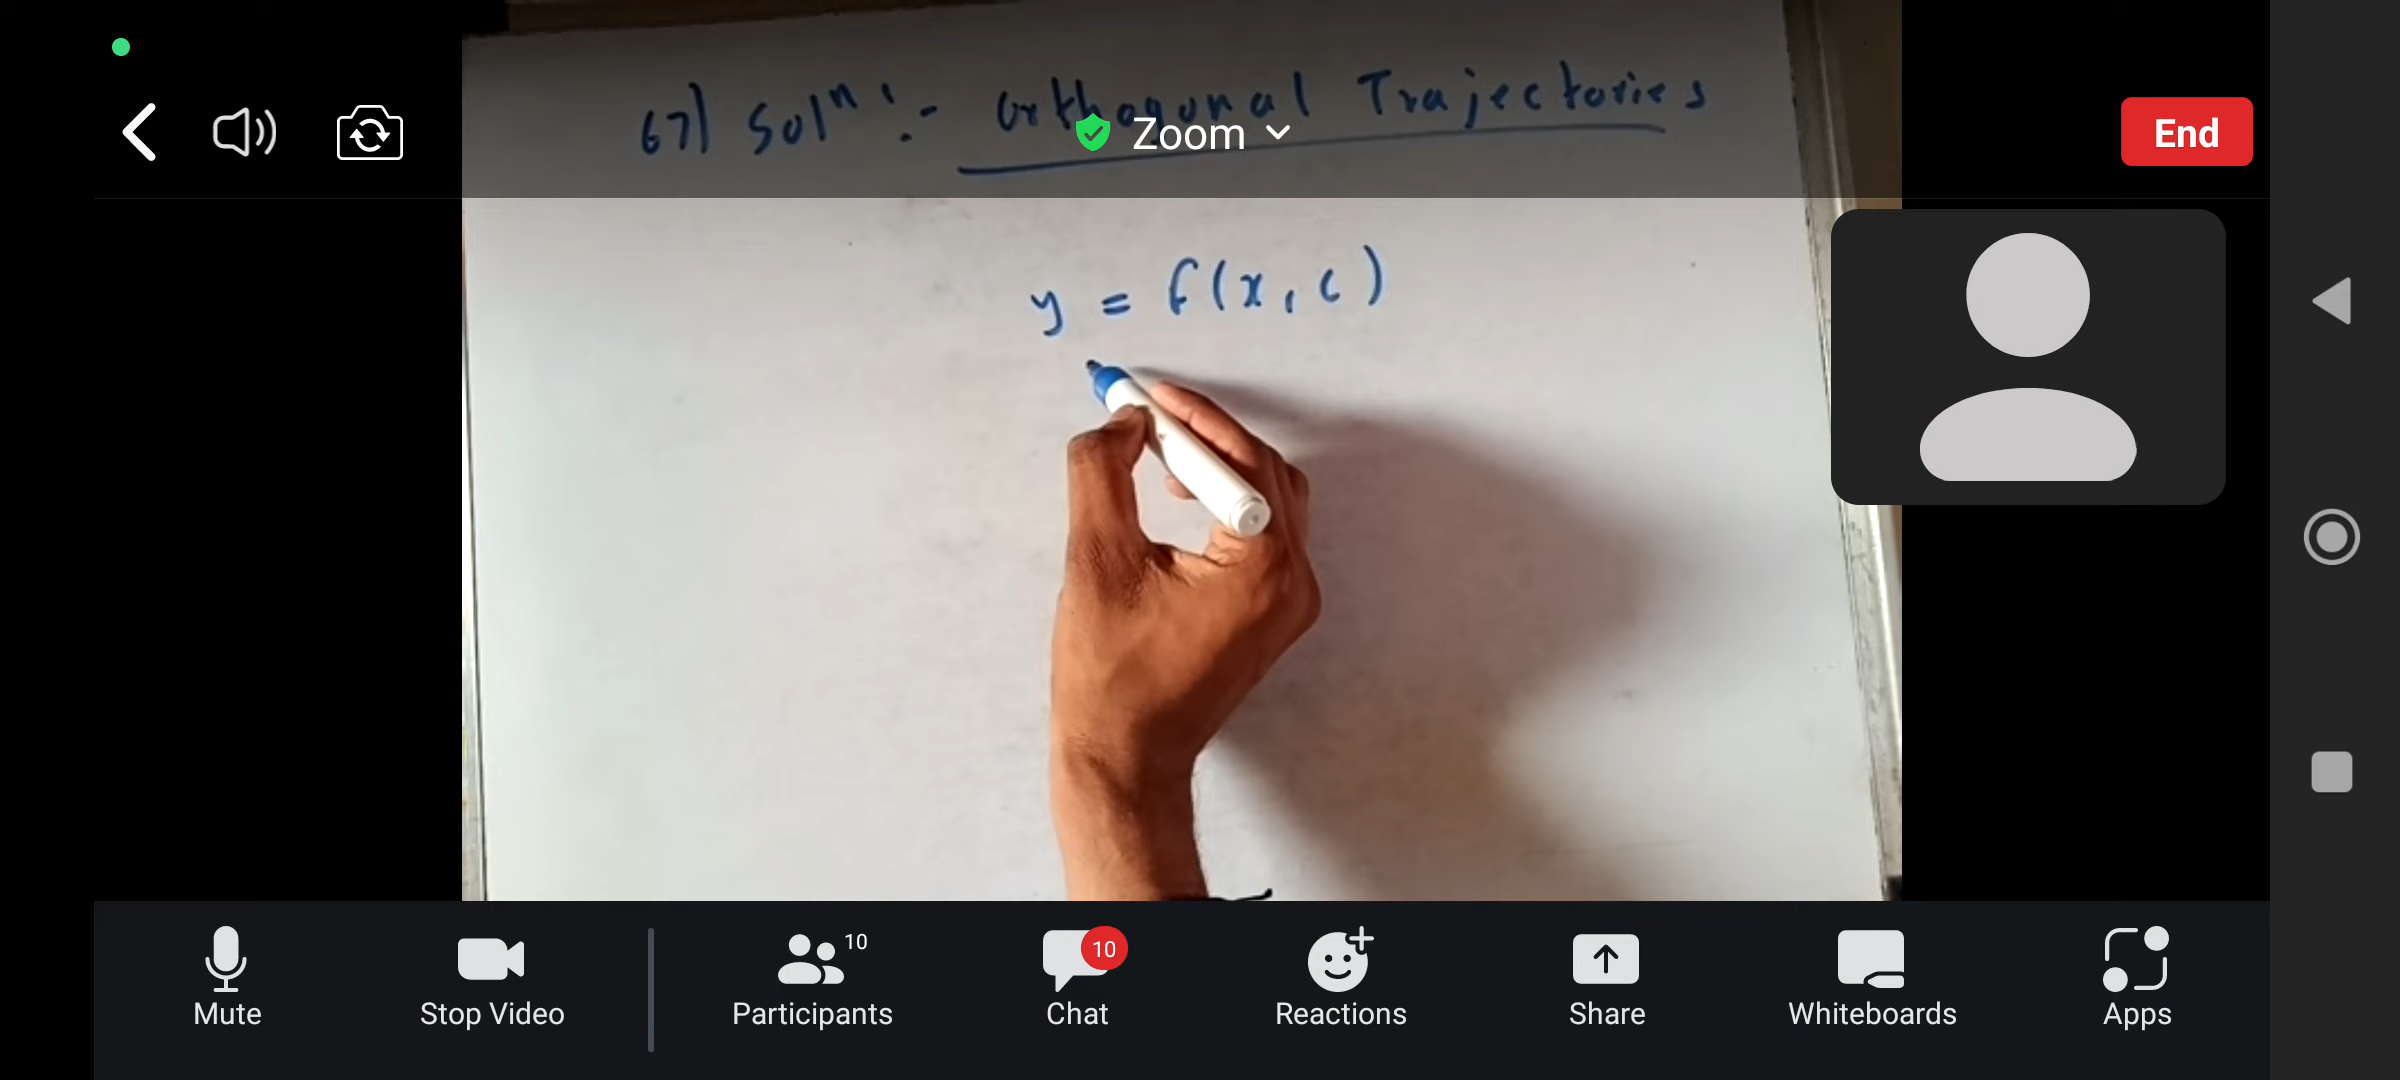 67) Solⁿ :- Orthogonal Trajectories
Zoom
End
y = f(x, c)
10
10
Mute
Stop Video
Participants
Chat
Reactions
Share
Whiteboards
Apps